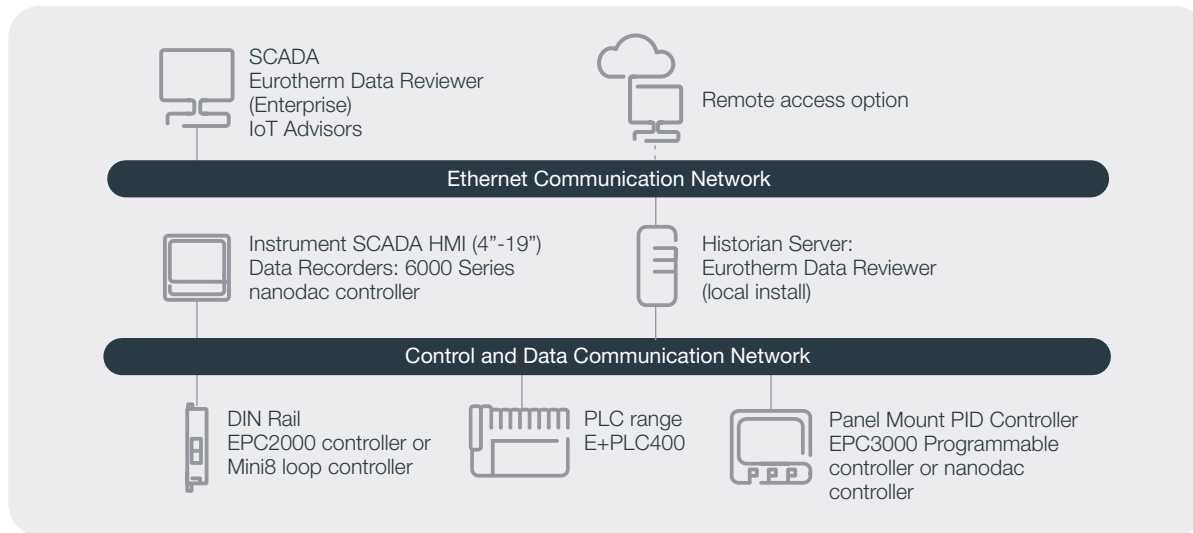 SCADA
Eurotherm Data Reviewer
(Enterprise)
IoT Advisors
Remote access option
Ethernet Communication Network
Instrument SCADA HMI (4”-19”)
Data Recorders: 6000 Series
nanodac controller
Historian Server:
Eurotherm Data Reviewer
(local install)
Control and Data Communication Network
DIN Rail
EPC2000 controller or
Mini8 loop controller
PLC range
E+PLC400
Panel Mount PID Controller
EPC3000 Programmable
controller or nanodac
controller